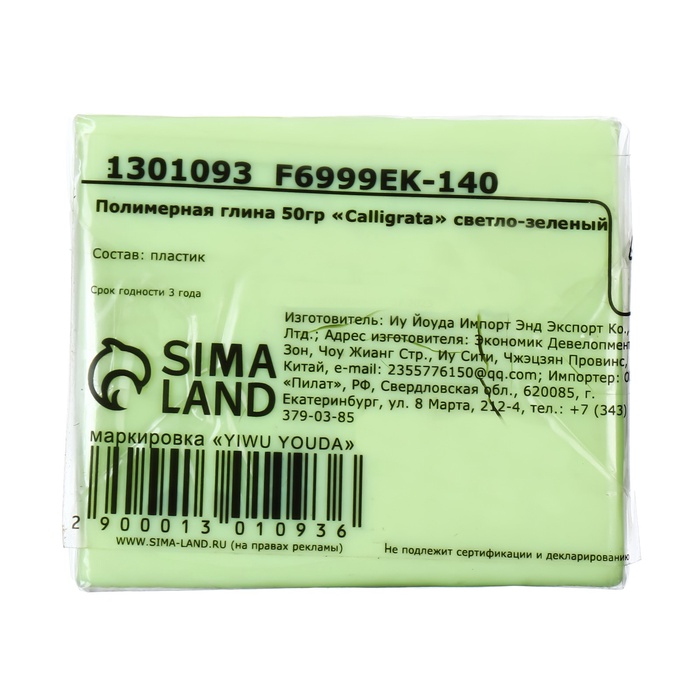 1301093 F6999EK-140
Полимерная глина 50гр «Calligrata» светло-зеленый
Состав: пластик
Срок годности 3 года
SIMA
LAND
Изготовитель: Иу Йоуда Импорт Энд Экспорт Ко.,
Лтд.; Адрес изготовителя: Экономик Девелопмент
Зон, Чоу Жианг Стр., Иу Сити, Чжэцзян Провинс,
Китай, e-mail: 2355776150@qq.com; Импортер:
«Пилат», РФ, Свердловская обл., 620085, г.
Екатеринбург, ул. 8 Марта, 212-4, тел.: +7 (343)
379-03-85
маркировка «YIWU YOUDA»
2 900013 010936
WWW.SIMA-LAND.RU (на правах рекламы)
Не подлежит сертификации и декларировани